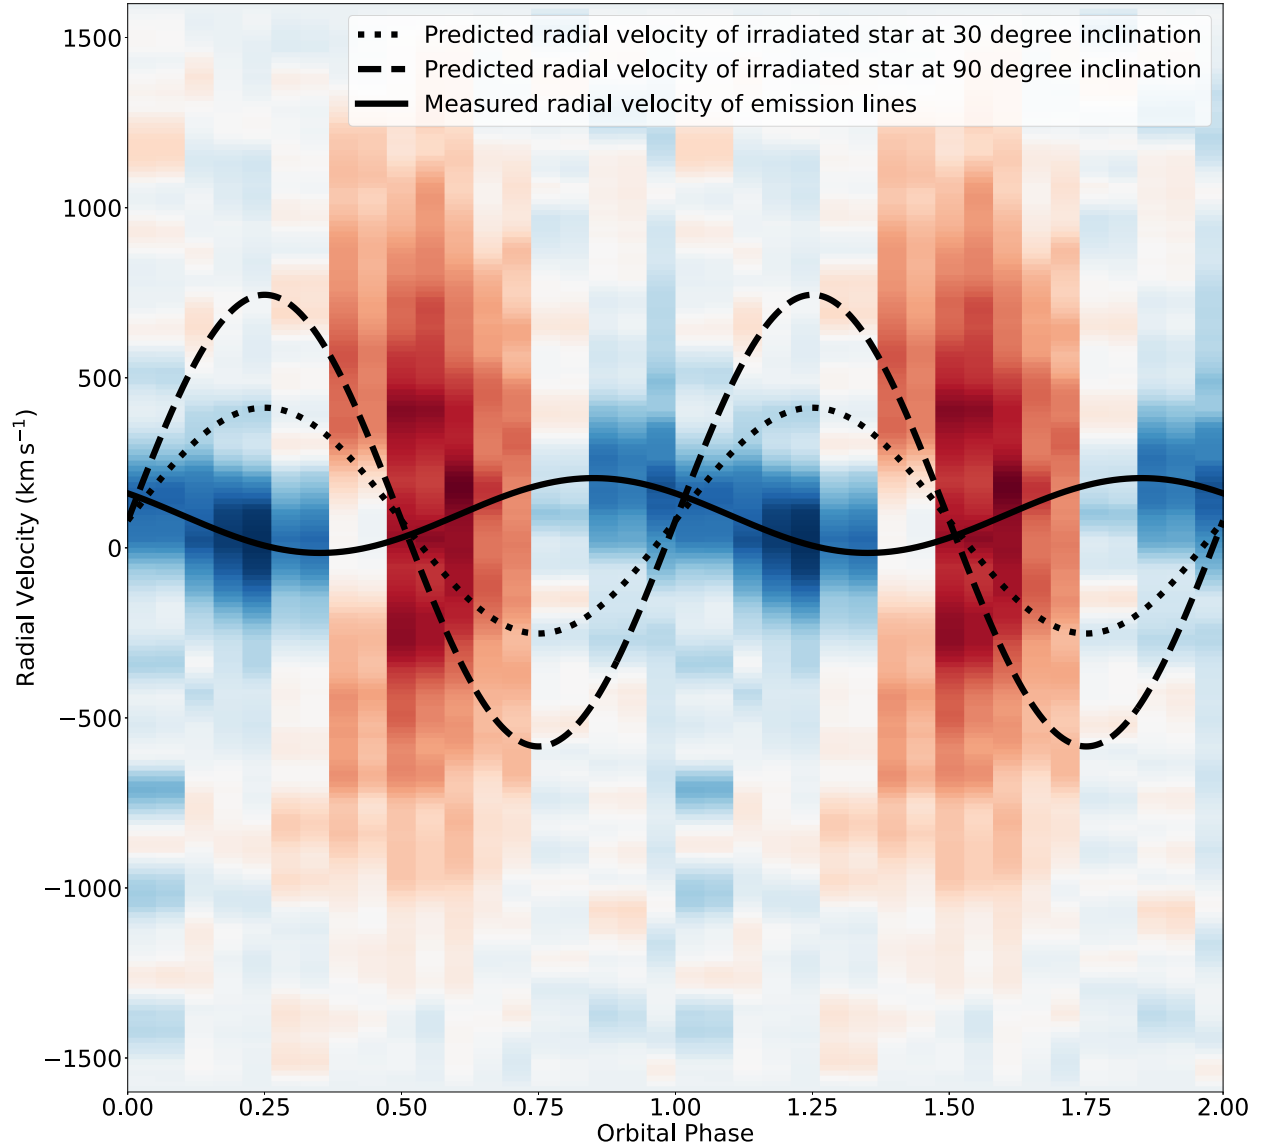 Predicted radial velocity of irradiated star at 30 degree inclination
Predicted radial velocity of irradiated star at 90 degree inclination
Measured radial velocity of emission lines
1500
1000
500
0
−500
−1000
−1500
Radial Velocity (km s⁻¹)
0.00 0.25 0.50 0.75 1.00 1.25 1.50 1.75 2.00
Orbital Phase